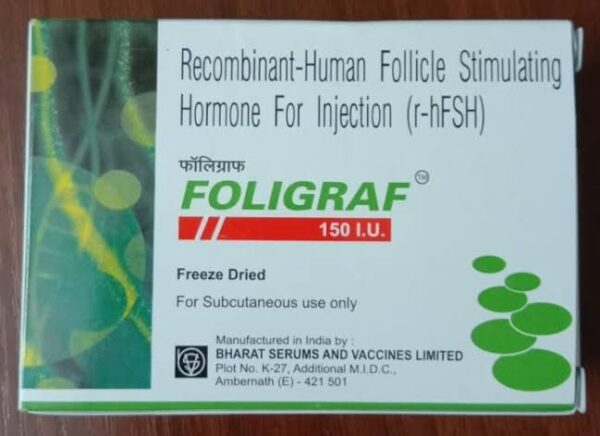 Recombinant-Human Follicle Stimulating
Hormone For Injection (r-hFSH)
फॉलिग्राफ
FOLIGRAF™
150 I.U.
Freeze Dried
For Subcutaneous use only
Manufactured in India by :
BHARAT SERUMS AND VACCINES LIMITED
Plot No. K-27, Additional M.I.D.C.,
Ambernath (E) - 421 501